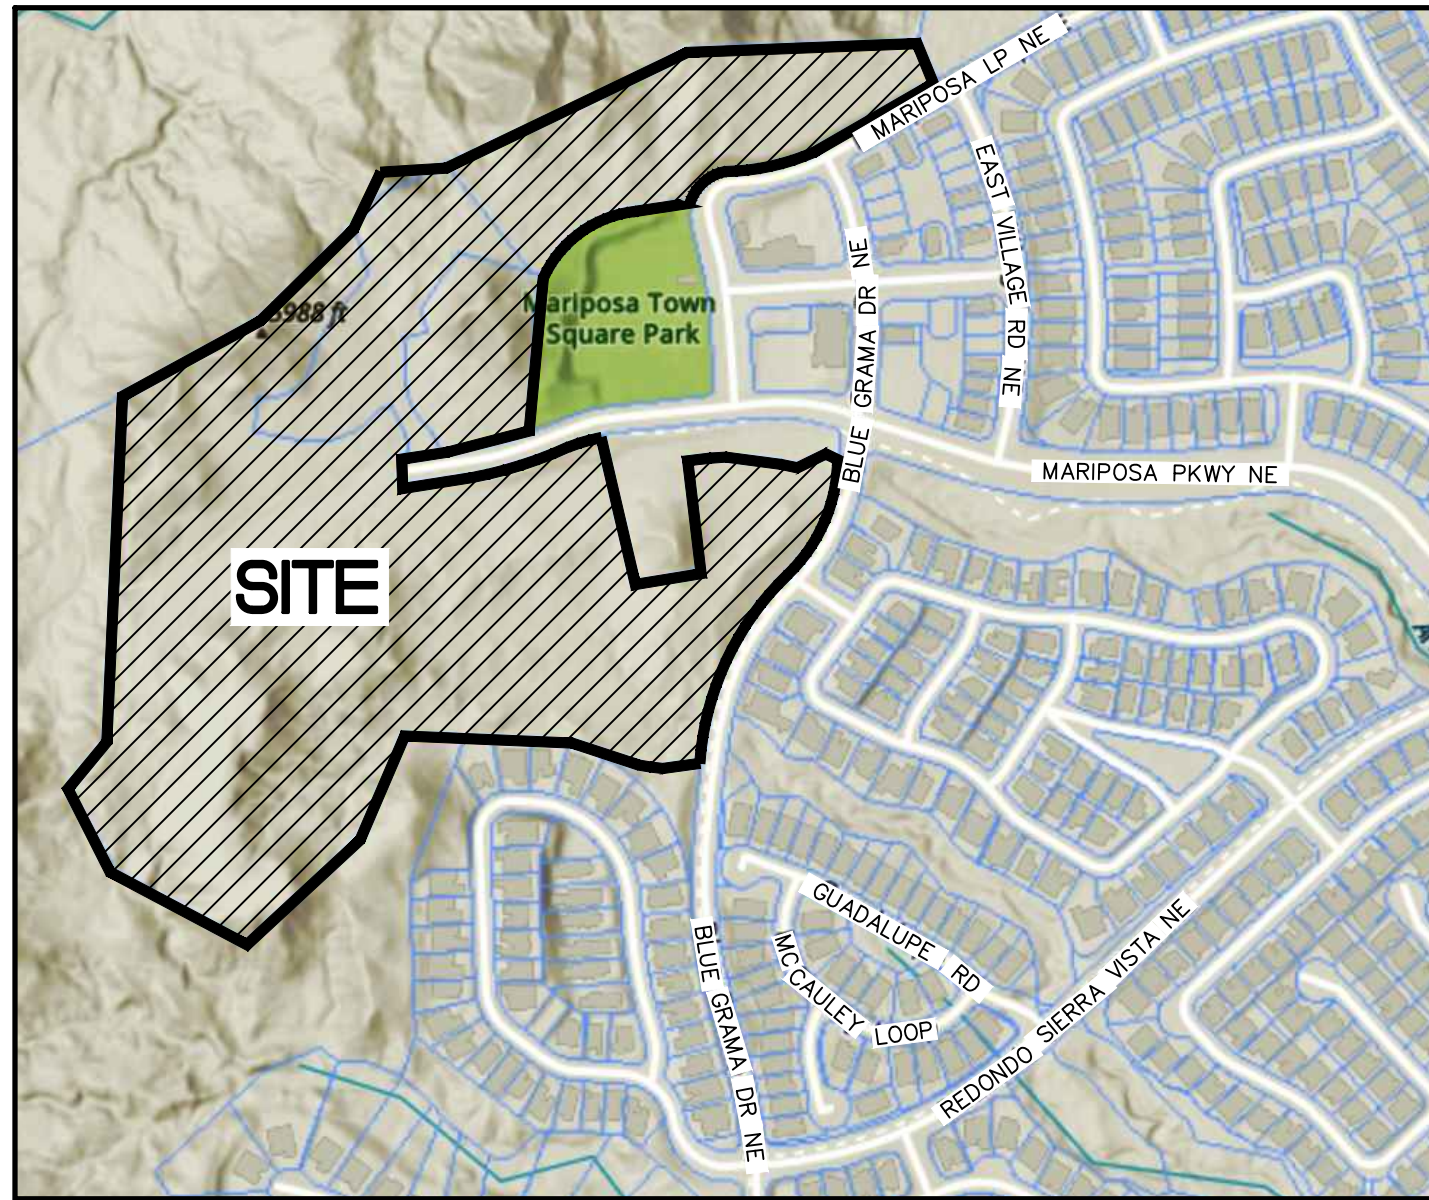 MARIPOSA LP NE
EAST VILLAGE RD NE
BLUE GRAMA DR NE
5988 ft
Mariposa Town
Square Park
MARIPOSA PKWY NE
SITE
GUADALUPE RD
MCCAULEY LOOP
BLUE GRAMA DR NE
REDONDO SIERRA VISTA NE